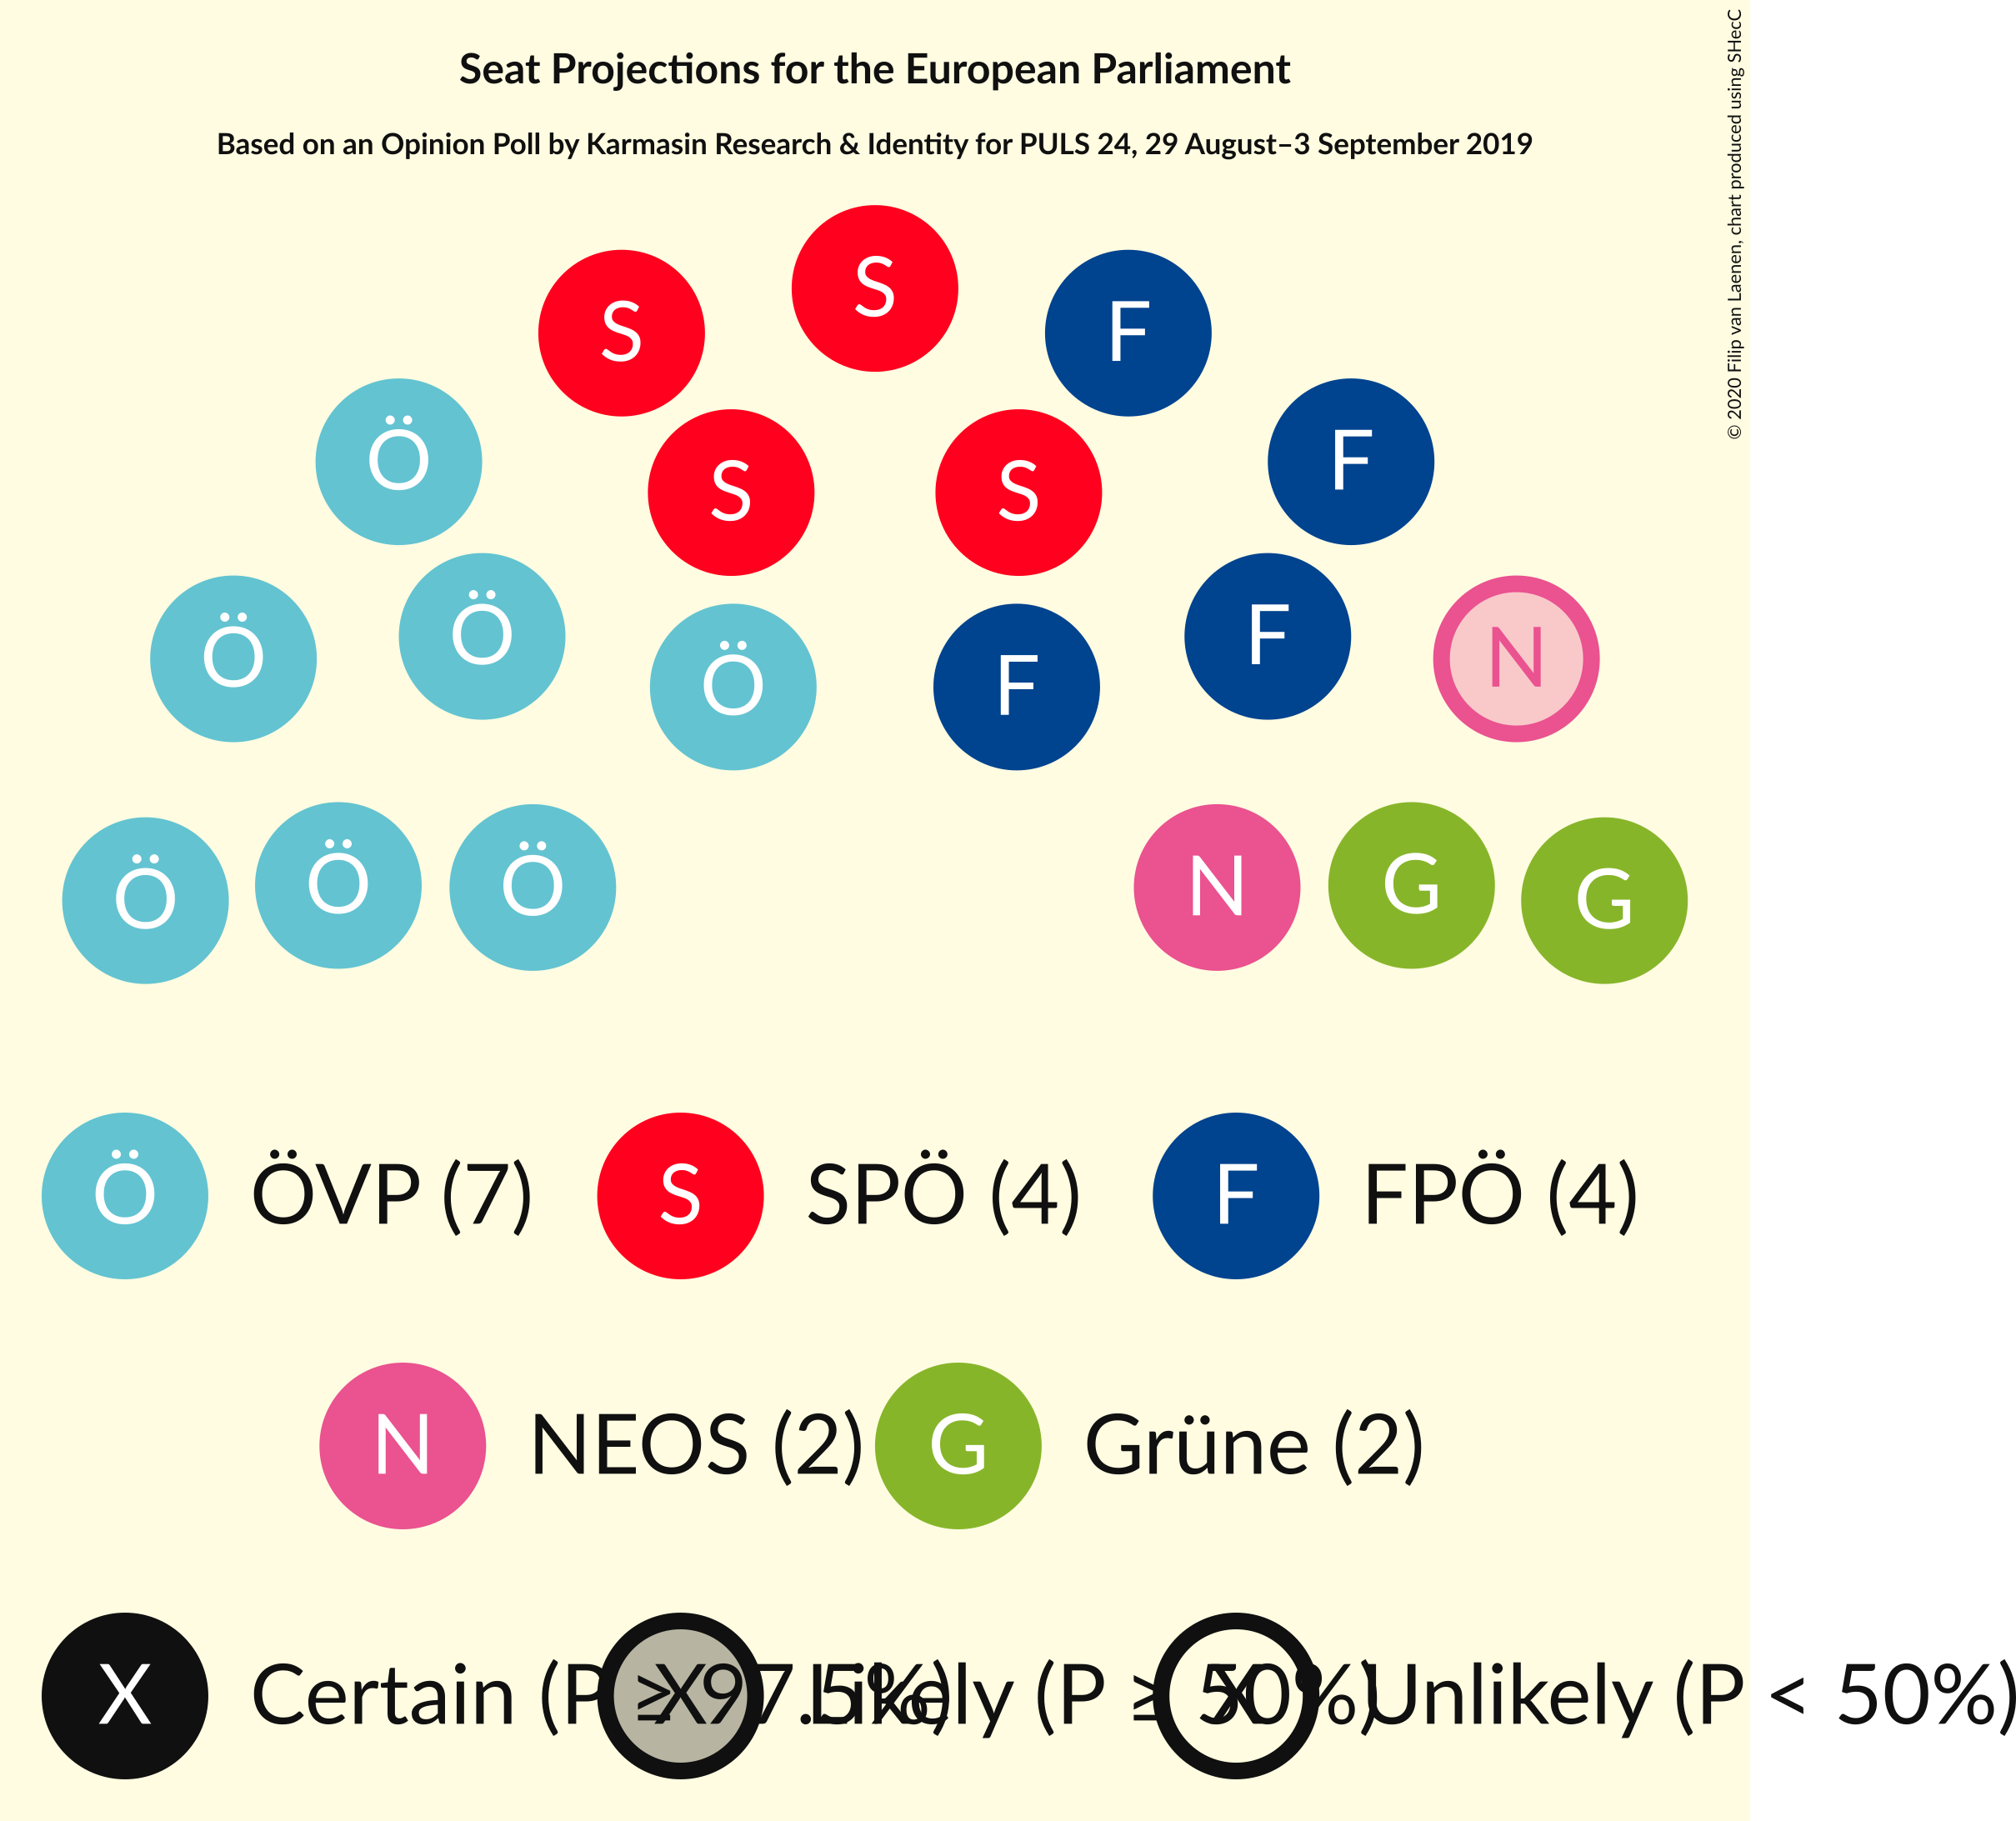 Seat Projections for the European Parliament
Based on an Opinion Poll by Karmasin Research & Identity for PULS 24, 29 August–3 September 2019
© 2020 Filip van Laenen, chart produced using SHecC
S
S
F
Ö
S
S
F
Ö
Ö
Ö
F
F
N
Ö
Ö
Ö
N
G
G
Ö ÖVP (7) S SPÖ (4) F FPÖ (4)
N NEOS (2) G Grüne (2)
X Certain (P ≥ 97.5%) X Likely (P ≥ 50%) X Unlikely (P < 50%)